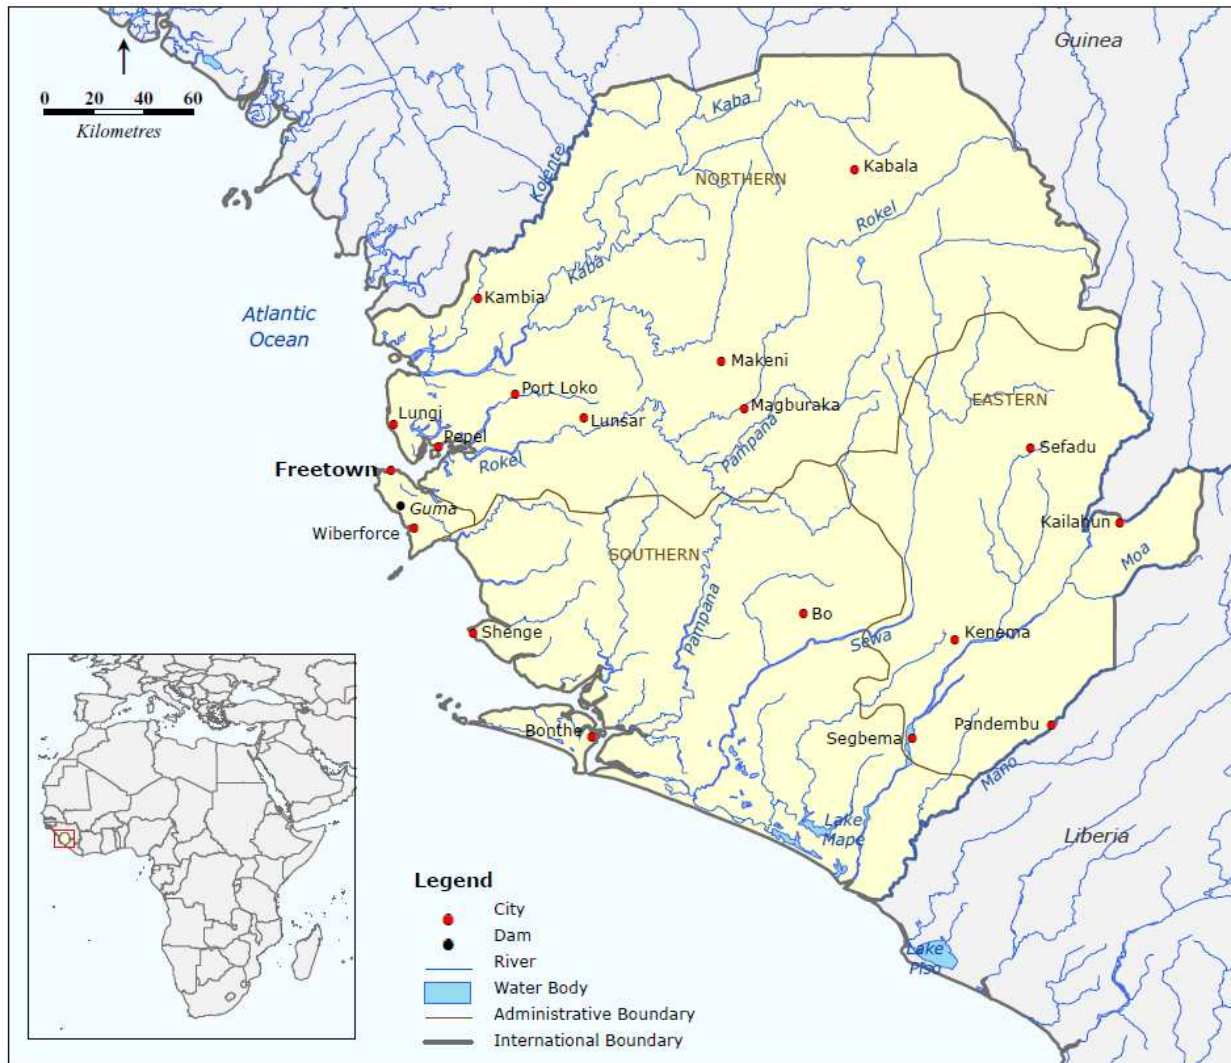 Guinea
0 20 40 60
Kilometres
Kaba
Kolente
Kabala
NORTHERN
Rokel
Kaba
Kambia
Atlantic
Ocean
Makeni
Port Loko
EASTERN
Magburaka
Lungi
Lunsar
Pampana
Pepel
Sefadu
Rokel
Freetown
Guma
Kailahun
Wiberforce
SOUTHERN
Moa
Pampana
Bo
Shenge
Sewa
Kenema
Bonthe
Segbema
Pandembu
Mano
Lake
Mape
Liberia
Lake
Piso
Legend
City
Dam
River
Water Body
Administrative Boundary
International Boundary